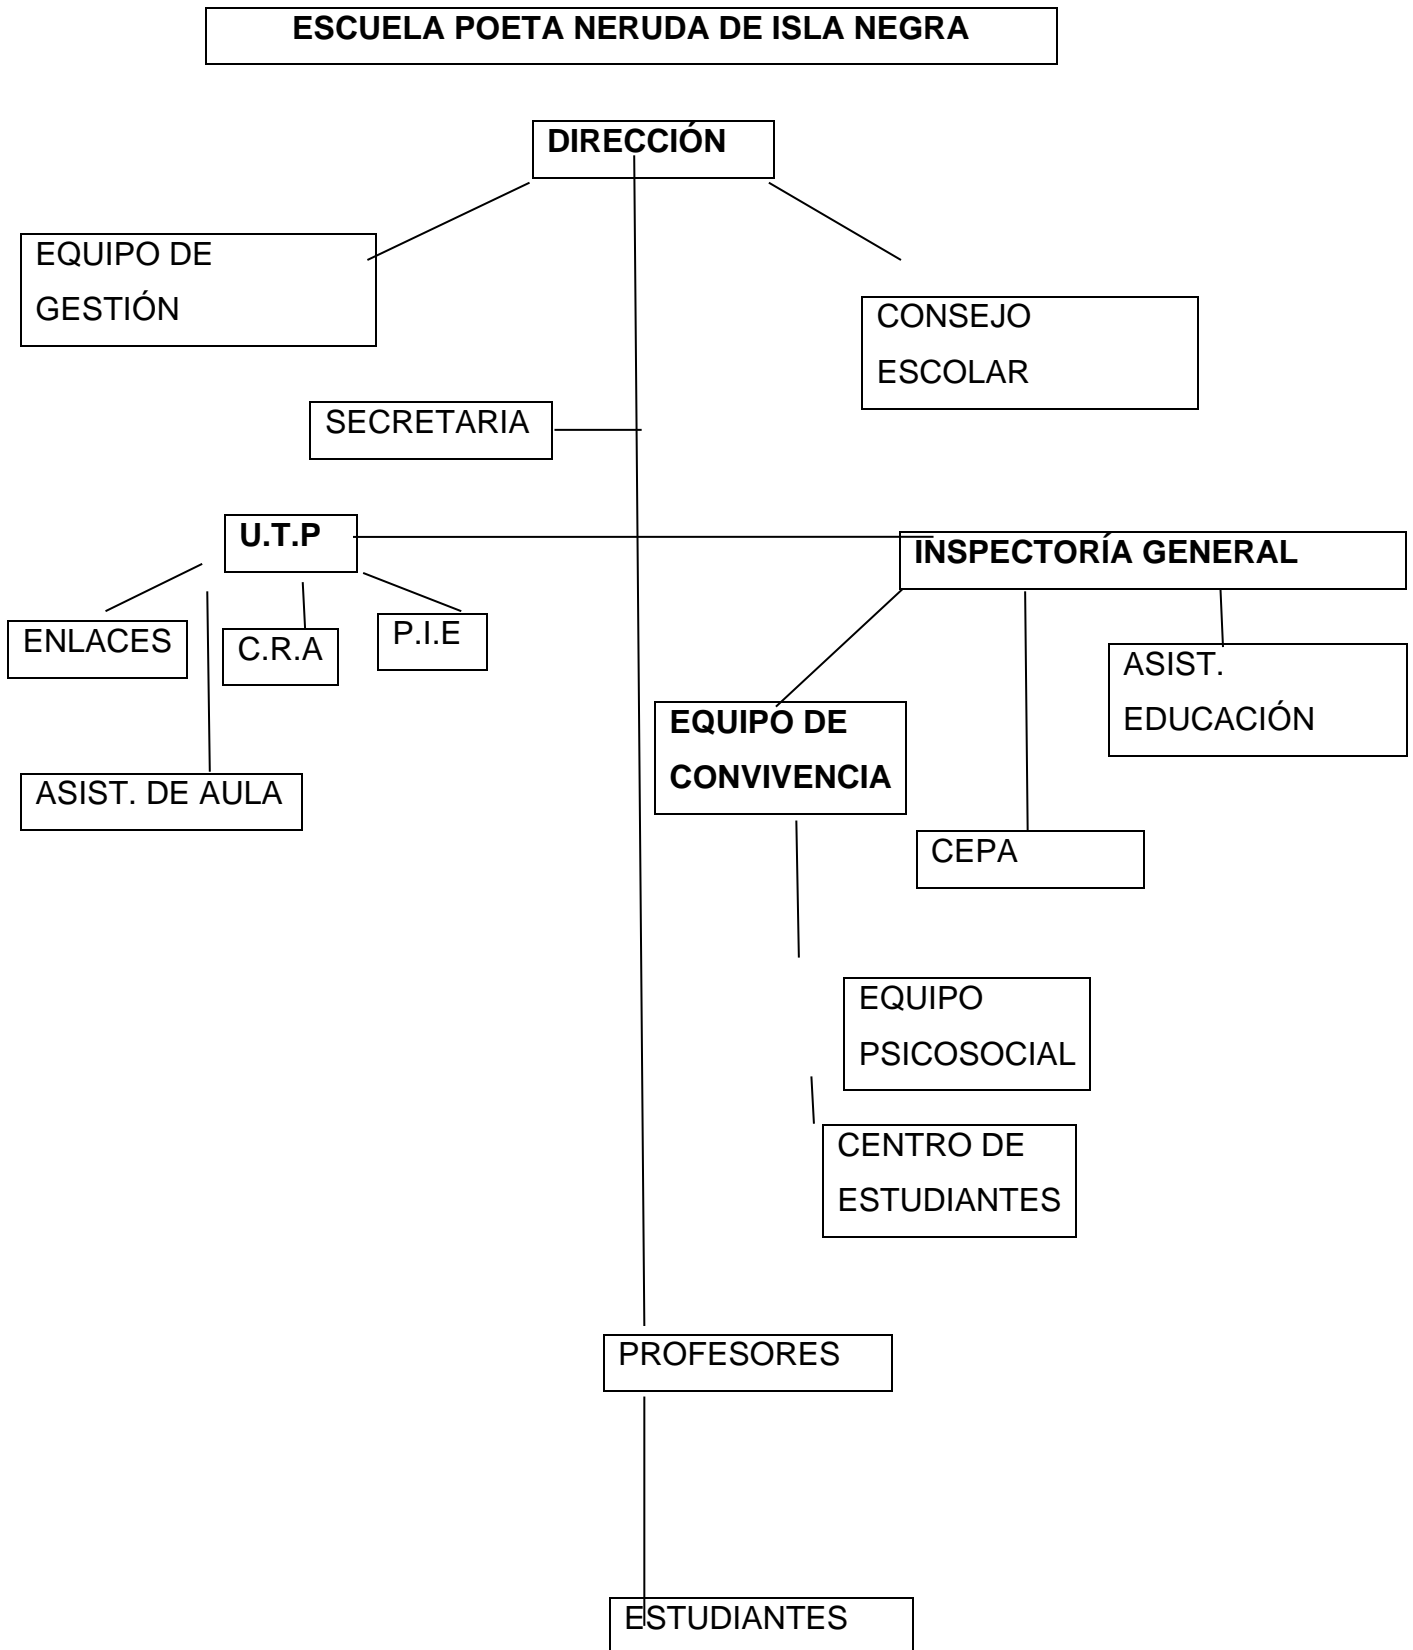 ESCUELA POETA NERUDA DE ISLA NEGRA
DIRECCIÓN
EQUIPO DE
GESTIÓN
CONSEJO
ESCOLAR
SECRETARIA
U.T.P
INSPECTORÍA GENERAL
ENLACES
C.R.A
P.I.E
ASIST.
EDUCACIÓN
EQUIPO DE
CONVIVENCIA
ASIST. DE AULA
CEPA
EQUIPO
PSICOSOCIAL
CENTRO DE
ESTUDIANTES
PROFESORES
ESTUDIANTES